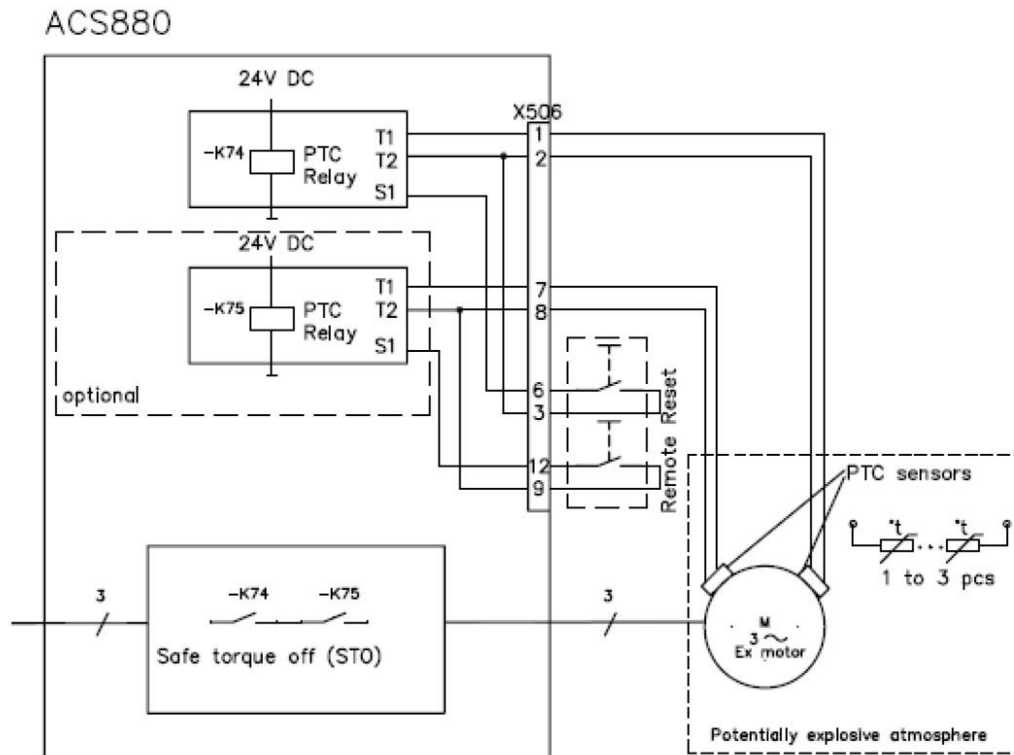 ACS880
24V DC
X506
-K74
PTC
Relay
T1
T2
S1
1
2
24V DC
-K75
PTC
Relay
T1
T2
S1
optional
7
8
6
3
12
9
Remote Reset
PTC sensors
°t
°t
1 to 3 pcs
3
-K74
-K75
Safe torque off (STO)
3
M
3~
Ex motor
Potentially explosive atmosphere